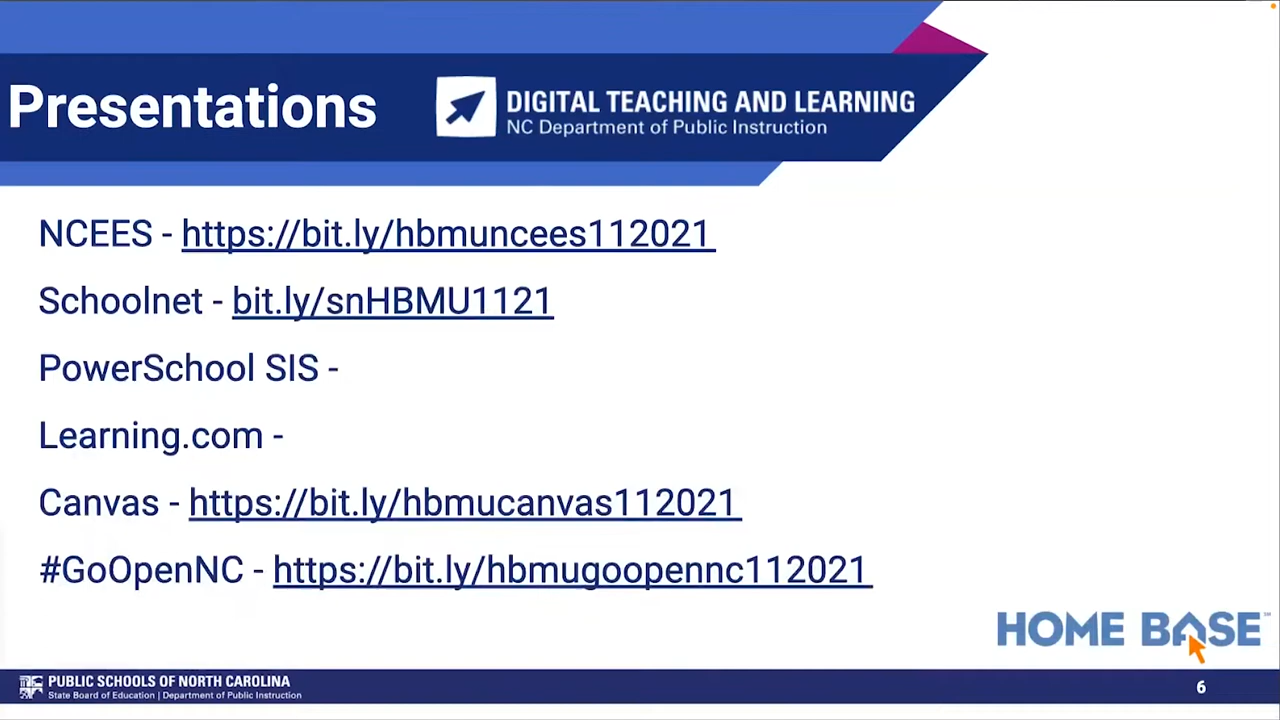 Presentations
DIGITAL TEACHING AND LEARNING
NC Department of Public Instruction
NCEES - https://bit.ly/hbmuncees112021
Schoolnet - bit.ly/snHBMU1121
PowerSchool SIS -
Learning.com -
Canvas - https://bit.ly/hbmucanvas112021
#GoOpenNC - https://bit.ly/hbmugoopennc112021
HOME BASE℠
PUBLIC SCHOOLS OF NORTH CAROLINA
State Board of Education | Department of Public Instruction
6